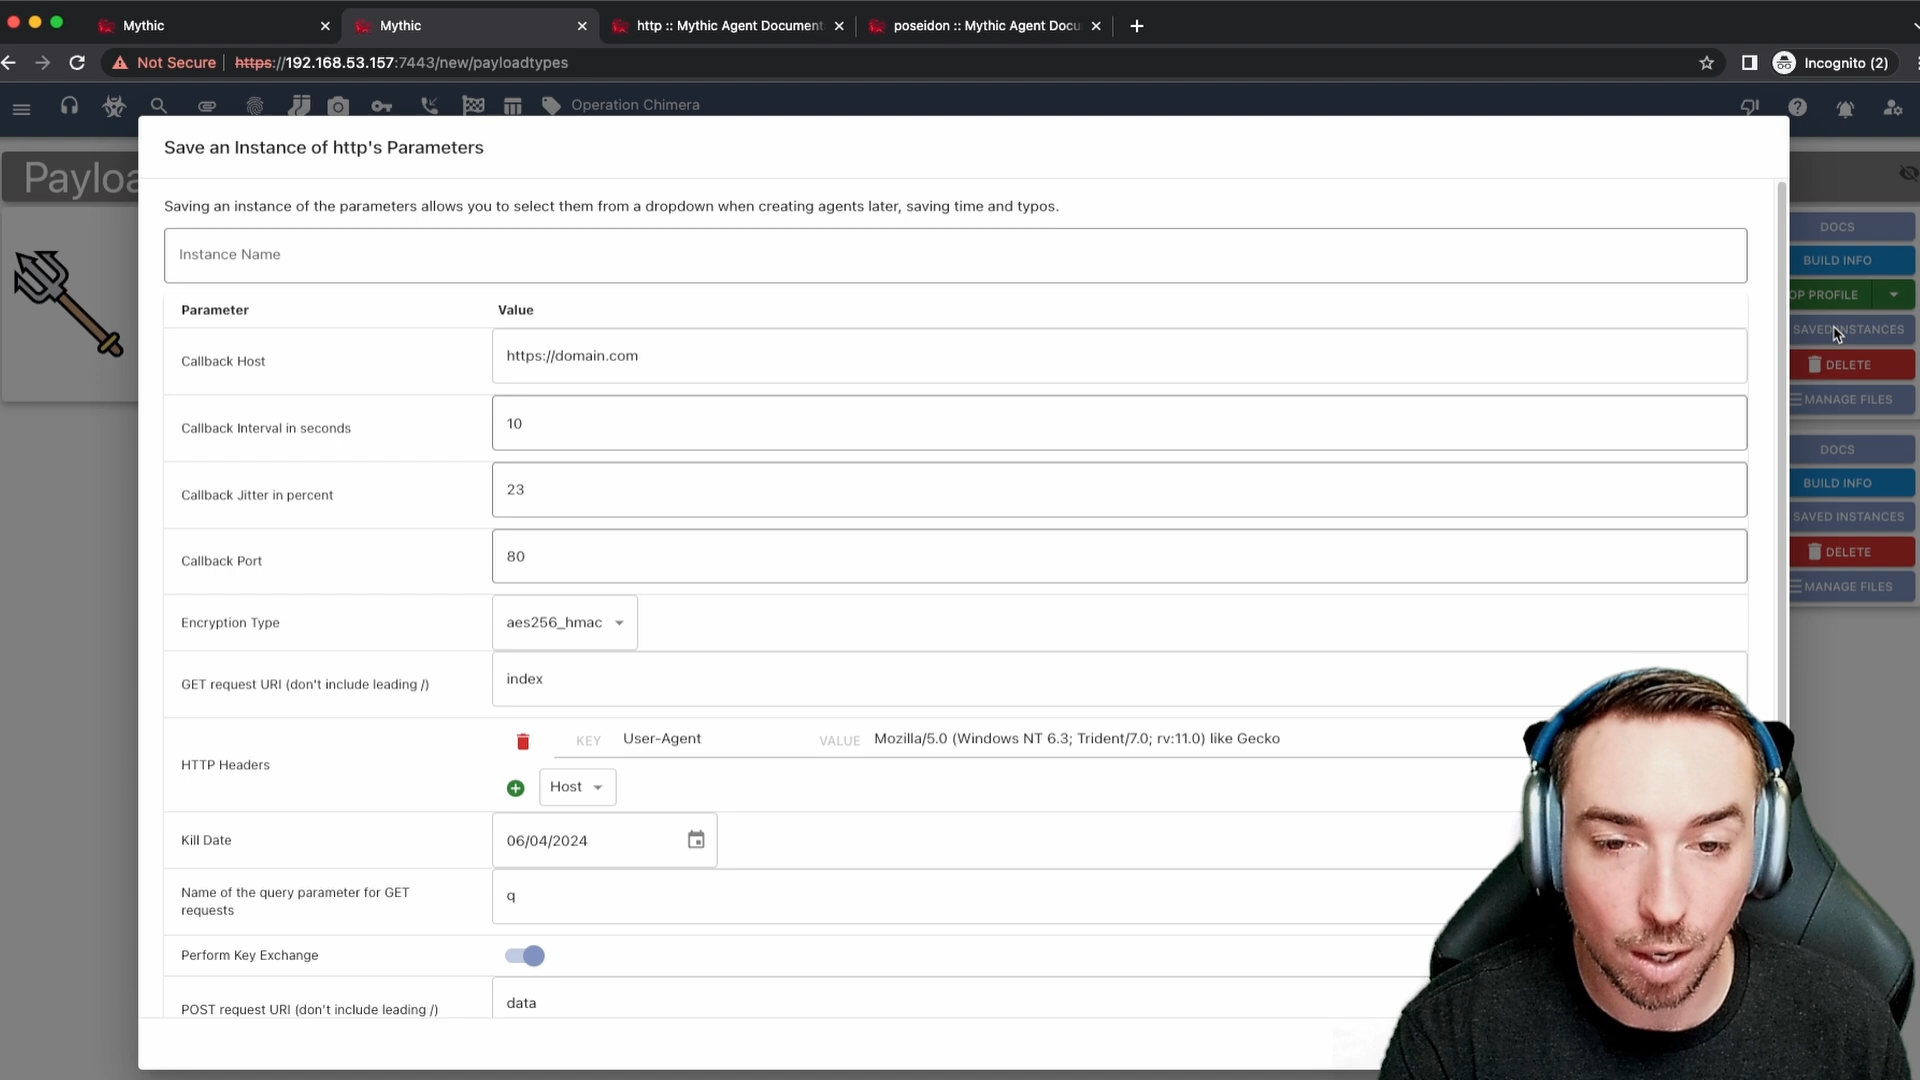 Mythic
Mythic
http :: Mythic Agent Document
poseidon :: Mythic Agent Docu
Not Secure https://192.168.53.157:7443/new/payloadtypes
Incognito (2)
Operation Chimera
Save an Instance of http's Parameters
Payloa
Saving an instance of the parameters allows you to select them from a dropdown when creating agents later, saving time and typos.
Instance Name
Parameter Value
Callback Host https://domain.com
Callback Interval in seconds 10
Callback Jitter in percent 23
Callback Port 80
Encryption Type aes256_hmac
GET request URI (don't include leading /) index
HTTP Headers KEY User-Agent VALUE Mozilla/5.0 (Windows NT 6.3; Trident/7.0; rv:11.0) like Gecko
Host
Kill Date 06/04/2024
Name of the query parameter for GET
requests
q
Perform Key Exchange
POST request URI (don't include leading /) data
DOCS
BUILD INFO
OP PROFILE
SAVED INSTANCES
DELETE
MANAGE FILES
DOCS
BUILD INFO
SAVED INSTANCES
DELETE
MANAGE FILES